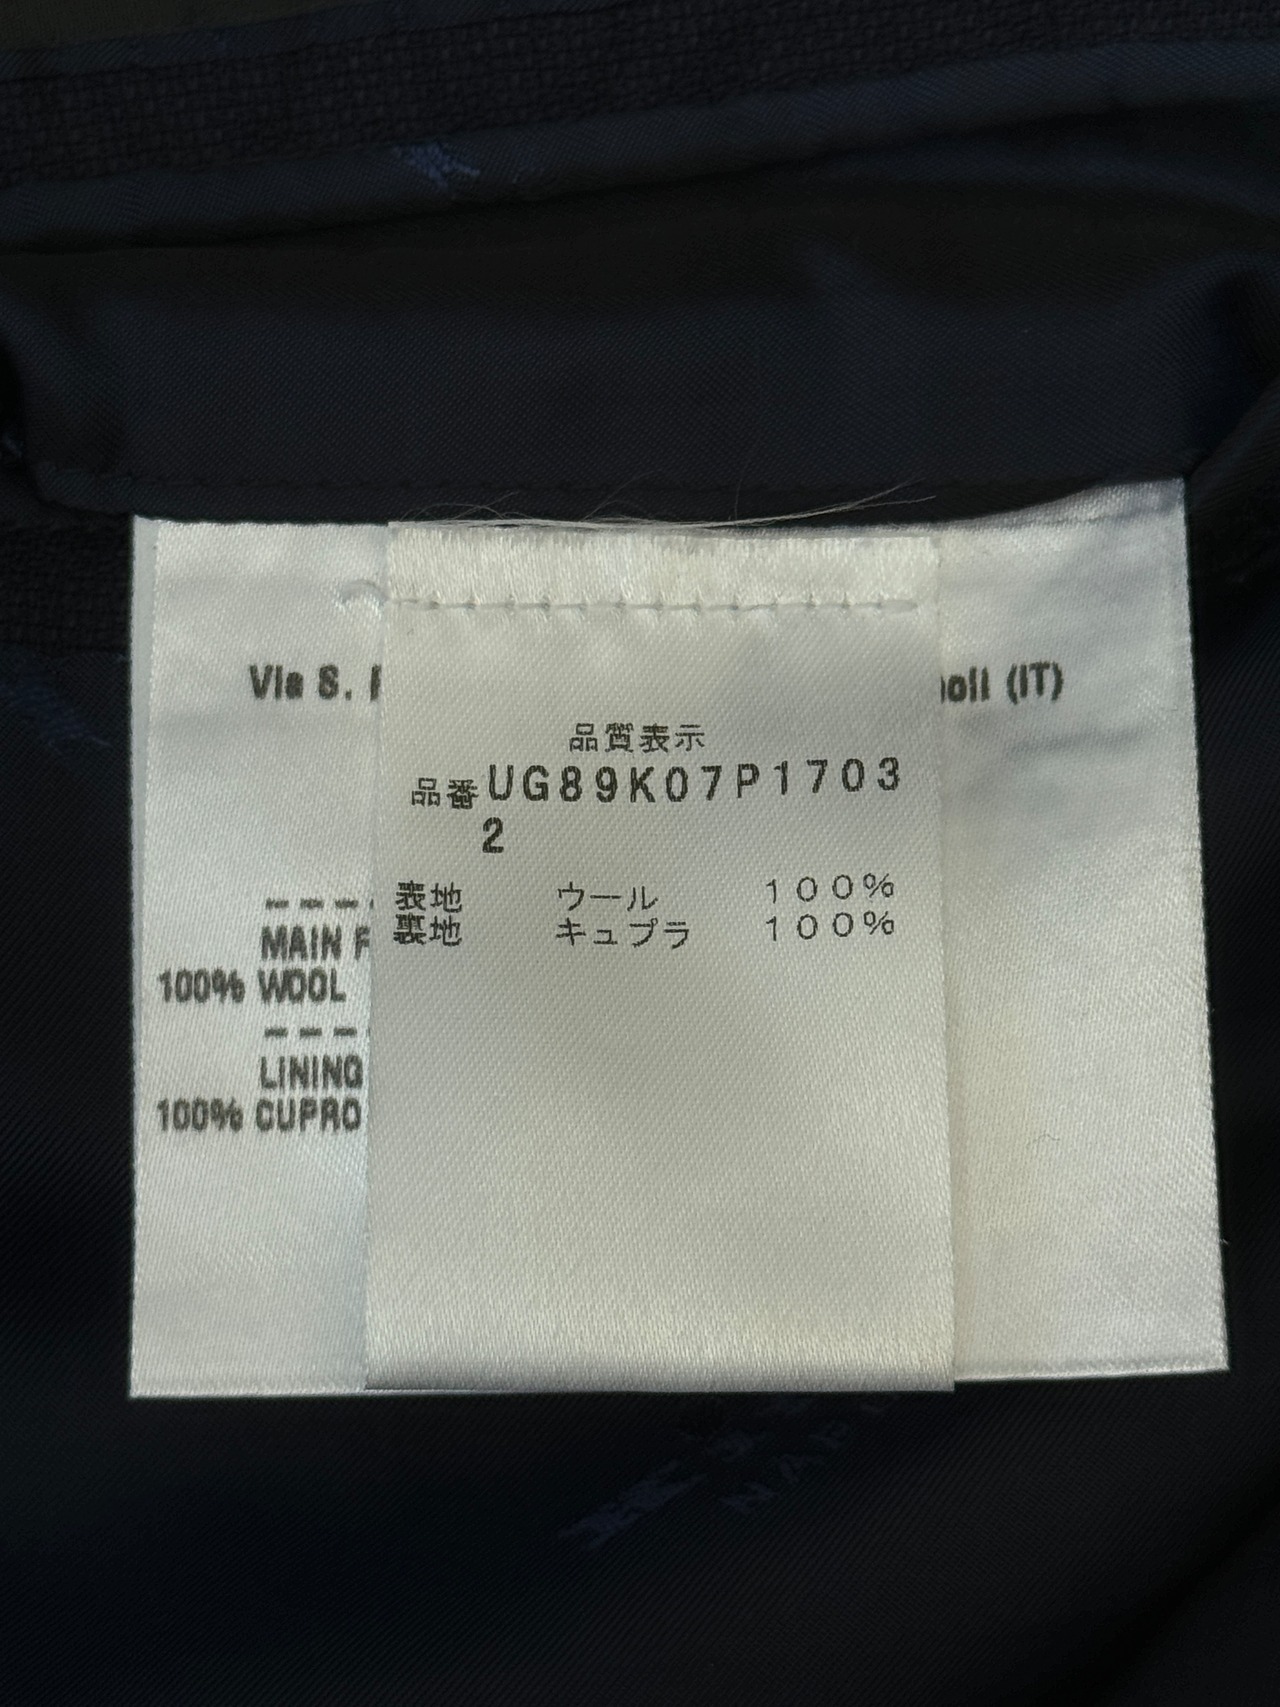 Via S.
oli (IT)
品質表示
品番UG89K07P1703
2
表地 ウール 100%
裏地 キュプラ 100%
----
MAIN F
100% WOOL
----
LINING
100% CUPRO